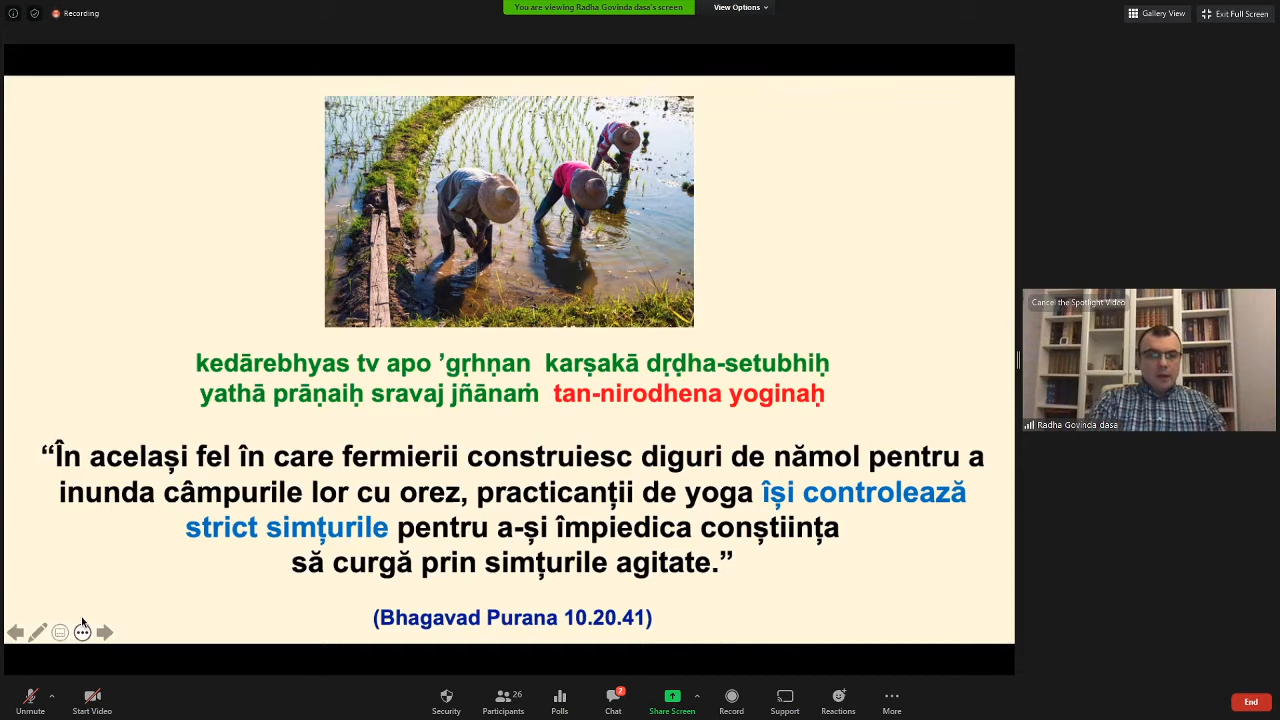 Recording
You are viewing Radha Govinda dasa's screen
View Options
Gallery View
Exit Full Screen
kedārebhyas tv apo ’gṛhṇan karṣakā dṛḍha-setubhiḥ
yathā prāṇaiḥ sravaj jñānaṁ tan-nirodhena yoginaḥ
“În același fel în care fermierii construiesc diguri de nămol pentru a
inunda câmpurile lor cu orez, practicanții de yoga își controlează
strict simțurile pentru a-și împiedica conștiința
să curgă prin simțurile agitate.”
(Bhagavad Purana 10.20.41)
Cancel the Spotlight Video
Radha Govinda dasa
Unmute
Start Video
Security
Participants
26
Polls
Chat
2
Share Screen
Record
Support
Reactions
More
End